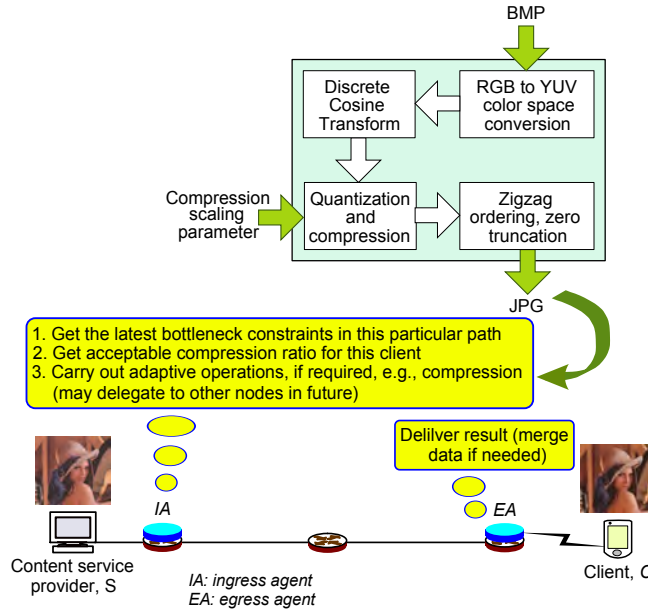 BMP
Discrete
Cosine
Transform
RGB to YUV
color space
conversion
Compression
scaling
parameter
Quantization
and
compression
Zigzag
ordering, zero
truncation
JPG
1. Get the latest bottleneck constraints in this particular path
2. Get acceptable compression ratio for this client
3. Carry out adaptive operations, if required, e.g., compression
(may delegate to other nodes in future)
Delilver result (merge
data if needed)
IA
EA
Content service
provider, S
IA: ingress agent
EA: egress agent
Client, C